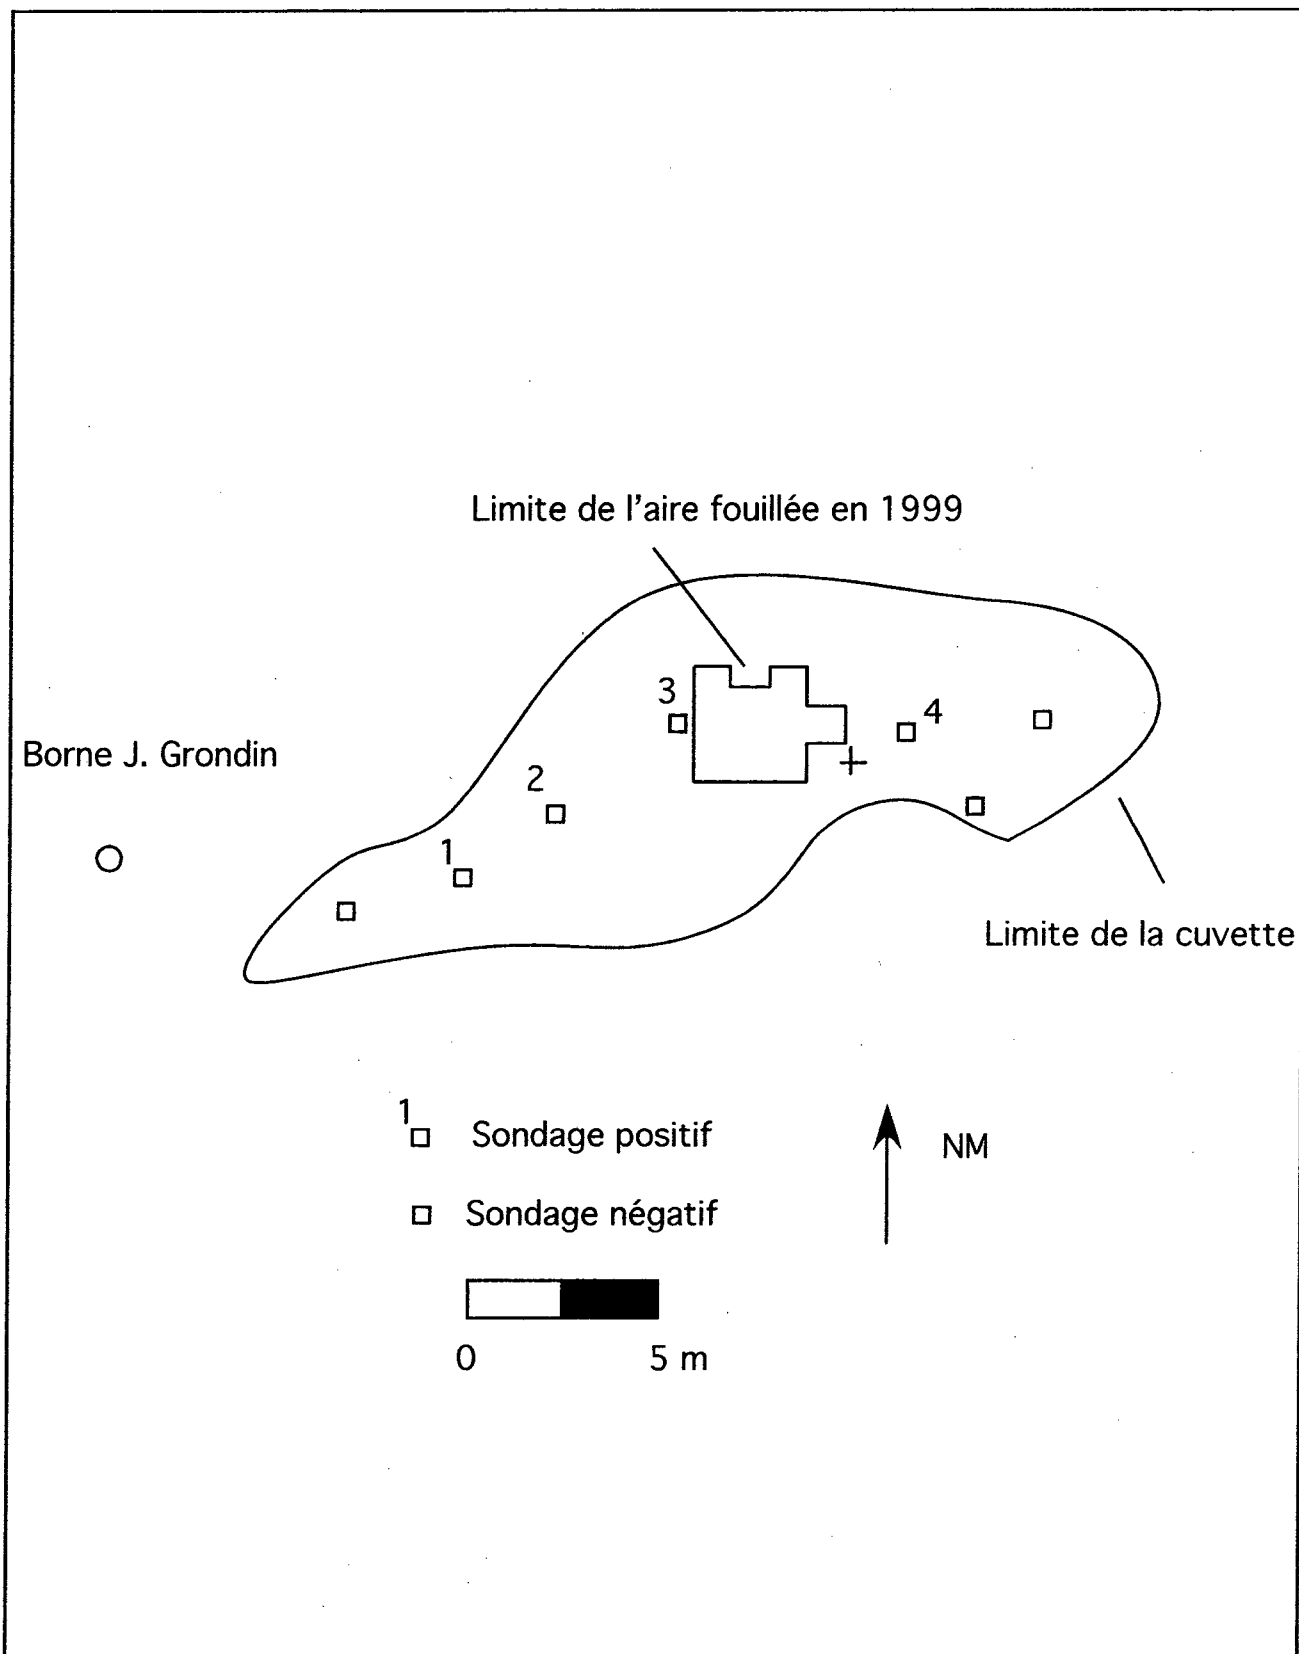 Limite de l'aire fouillée en 1999
3
4
Borne J. Grondin
2
1
Limite de la cuvette
1
Sondage positif
NM
Sondage négatif
0 5 m